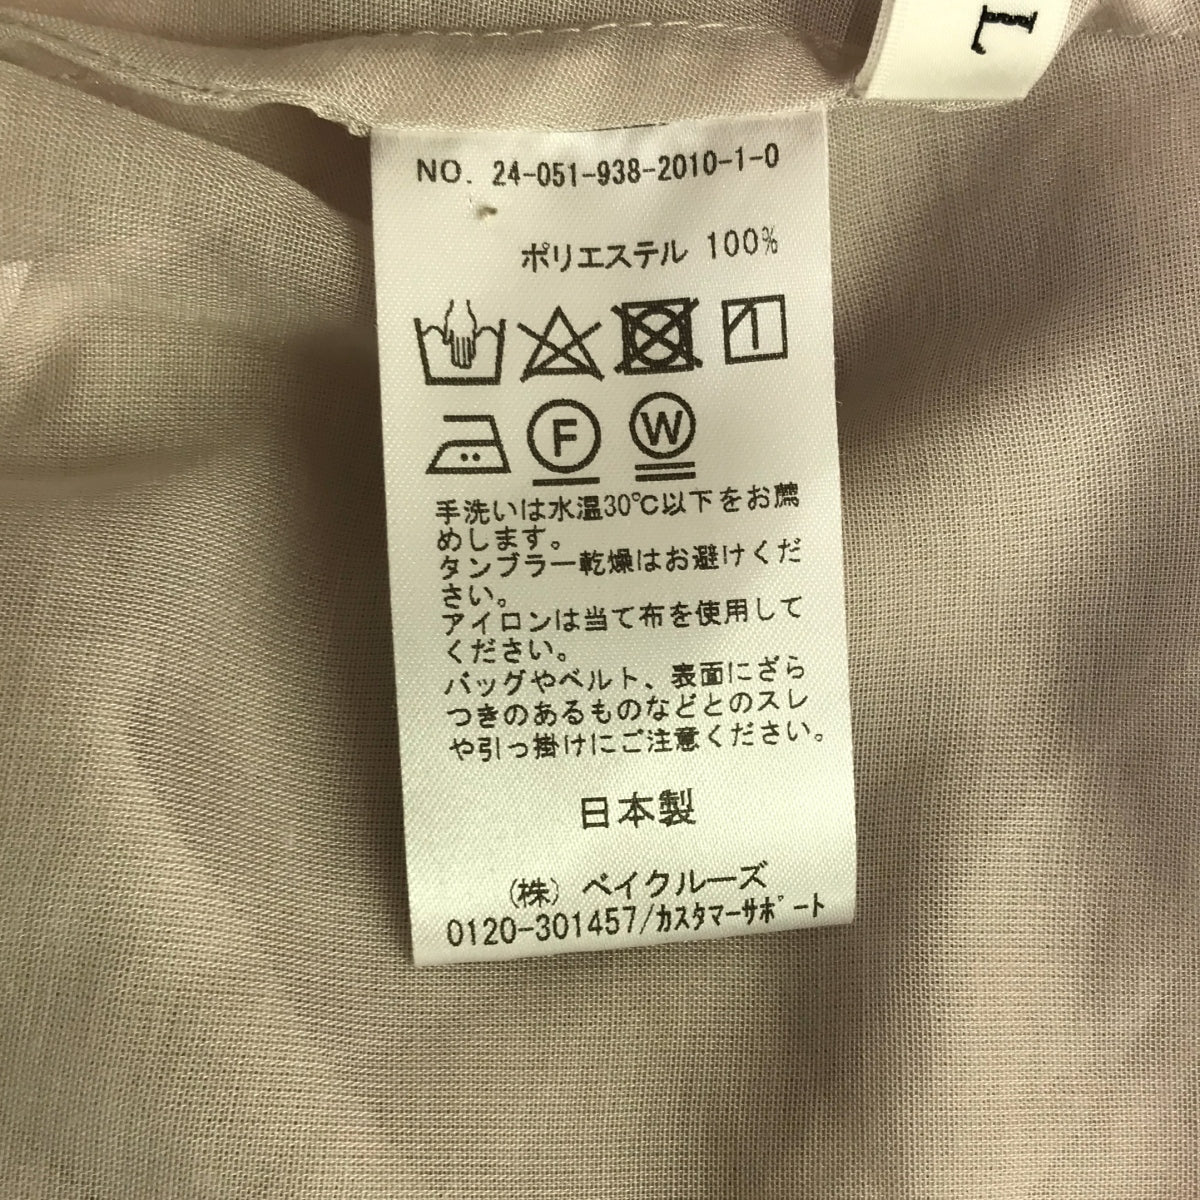 L
NO. 24-051-938-2010-1-0
ポリエステル 100%
F W
手洗いは水温30℃以下をお薦
めします。
タンブラー乾燥はお避けくだ
さい。
アイロンは当て布を使用して
ください。
バッグやベルト、表面にざら
つきのあるものなどとのスレ
や引っ掛けにご注意ください。
日本製
(株) ベイクルーズ
0120-301457/ｶｽﾀﾏｰｻﾎﾟｰﾄ